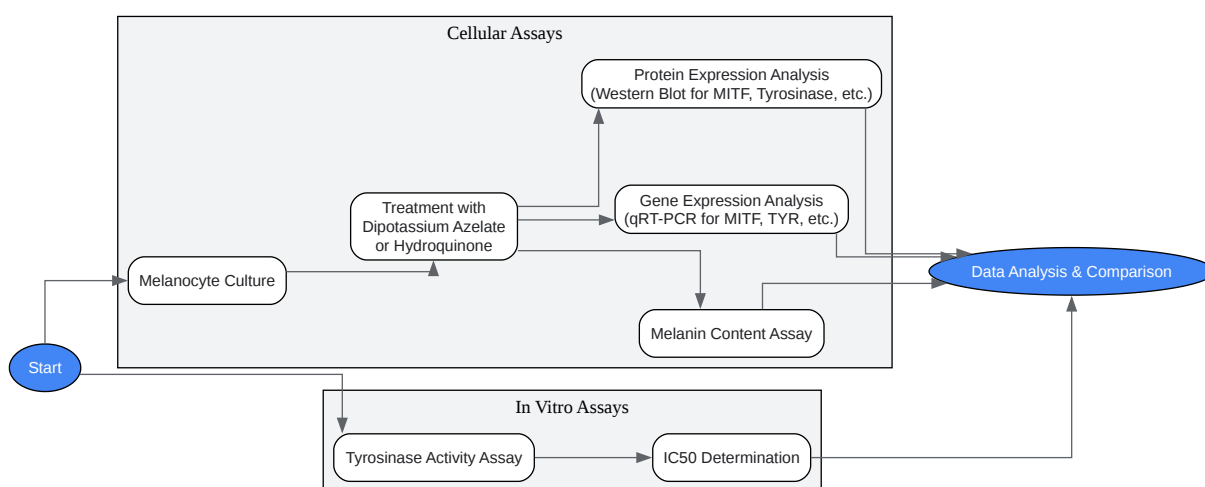 Cellular Assays
Protein Expression Analysis
(Western Blot for MITF, Tyrosinase, etc.)
Treatment with
Dipotassium Azelate
or Hydroquinone
Gene Expression Analysis
(qRT-PCR for MITF, TYR, etc.)
Melanocyte Culture
Data Analysis & Comparison
Melanin Content Assay
Start
In Vitro Assays
Tyrosinase Activity Assay
IC50 Determination